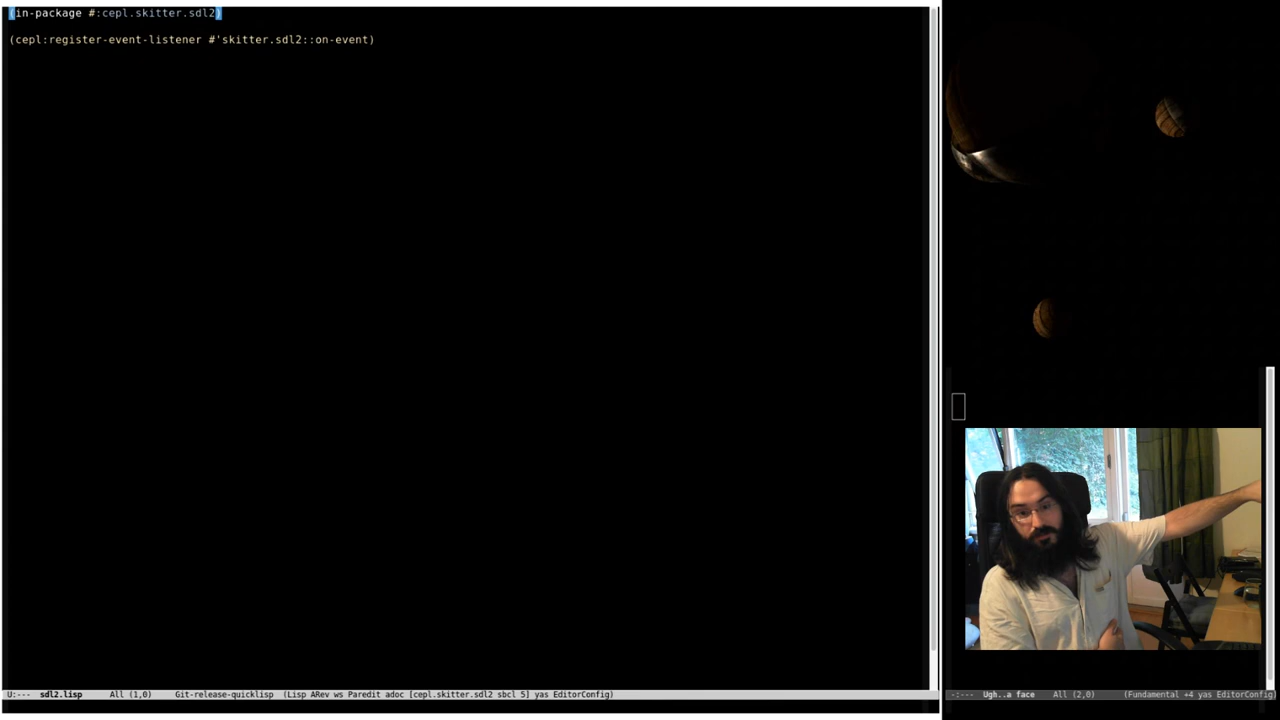 (in-package #:cepl.skitter.sdl2)
(cepl:register-event-listener #'skitter.sdl2::on-event)
U:--- sdl2.lisp All (1,0) Git-release-quicklisp (Lisp ARev ws Paredit adoc [cepl.skitter.sdl2 sbcl 5] yas EditorConfig)
-:--- Ugh..a face All (2,0) (Fundamental +4 yas EditorConfig)